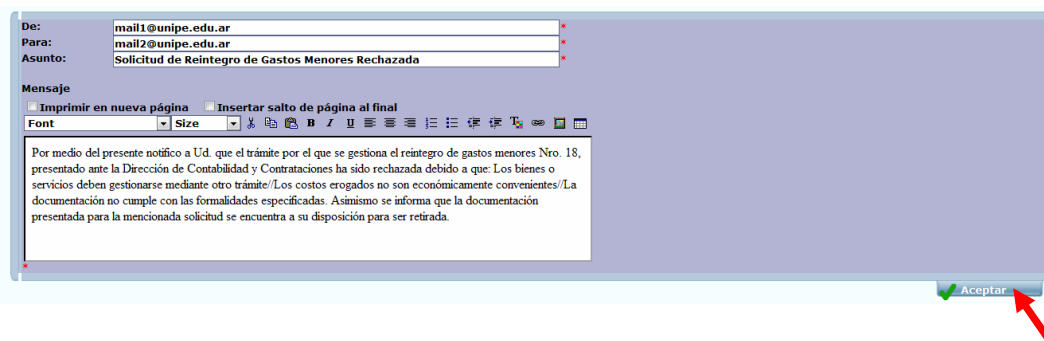 De: mail1@unipe.edu.ar *
Para: mail2@unipe.edu.ar *
Asunto: Solicitud de Reintegro de Gastos Menores Rechazada *
Mensaje
Imprimir en nueva página Insertar salto de página al final
Font Size B I U
Por medio del presente notifico a Ud. que el trámite por el que se gestiona el reintegro de gastos menores Nro. 18,
presentado ante la Dirección de Contabilidad y Contrataciones ha sido rechazada debido a que: Los bienes o
servicios deben gestionarse mediante otro trámite//Los costos erogados no son económicamente convenientes//La
documentación no cumple con las formalidades especificadas. Asimismo se informa que la documentación
presentada para la mencionada solicitud se encuentra a su disposición para ser retirada.
*
Aceptar